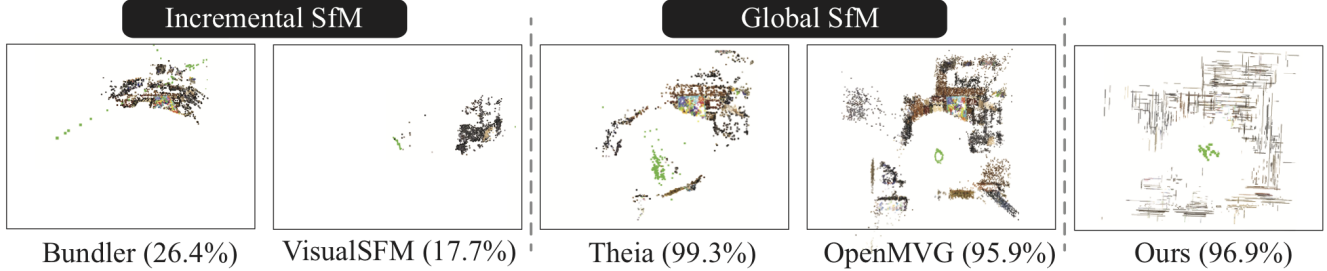 Incremental SfM
Global SfM
Bundler (26.4%)
VisualSFM (17.7%)
Theia (99.3%)
OpenMVG (95.9%)
Ours (96.9%)